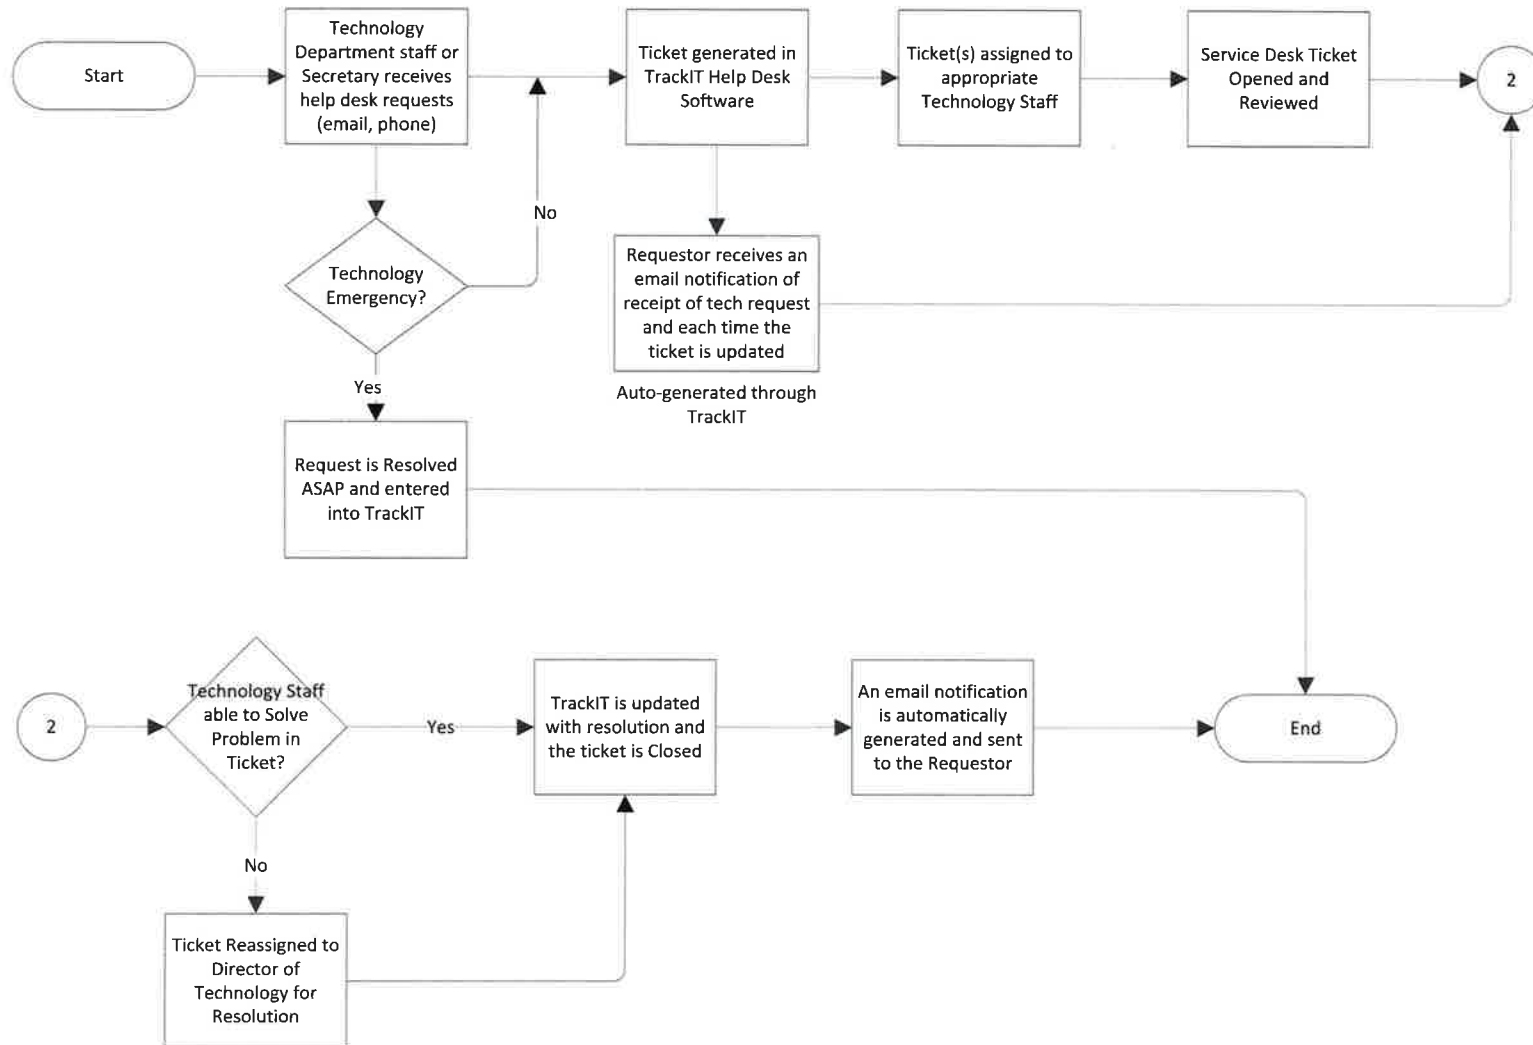 Start
Technology
Department staff or
Secretary receives
help desk requests
(email, phone)
Ticket generated in
TrackIT Help Desk
Software
Ticket(s) assigned to
appropriate
Technology Staff
Service Desk Ticket
Opened and
Reviewed
2
No
Technology
Emergency?
Requestor receives an
email notification of
receipt of tech request
and each time the
ticket is updated
Auto-generated through
TrackIT
Yes
Request is Resolved
ASAP and entered
into TrackIT
2
Technology Staff
able to Solve
Problem in
Ticket?
Yes
TrackIT is updated
with resolution and
the ticket is Closed
An email notification
is automatically
generated and sent
to the Requestor
End
No
Ticket Reassigned to
Director of
Technology for
Resolution